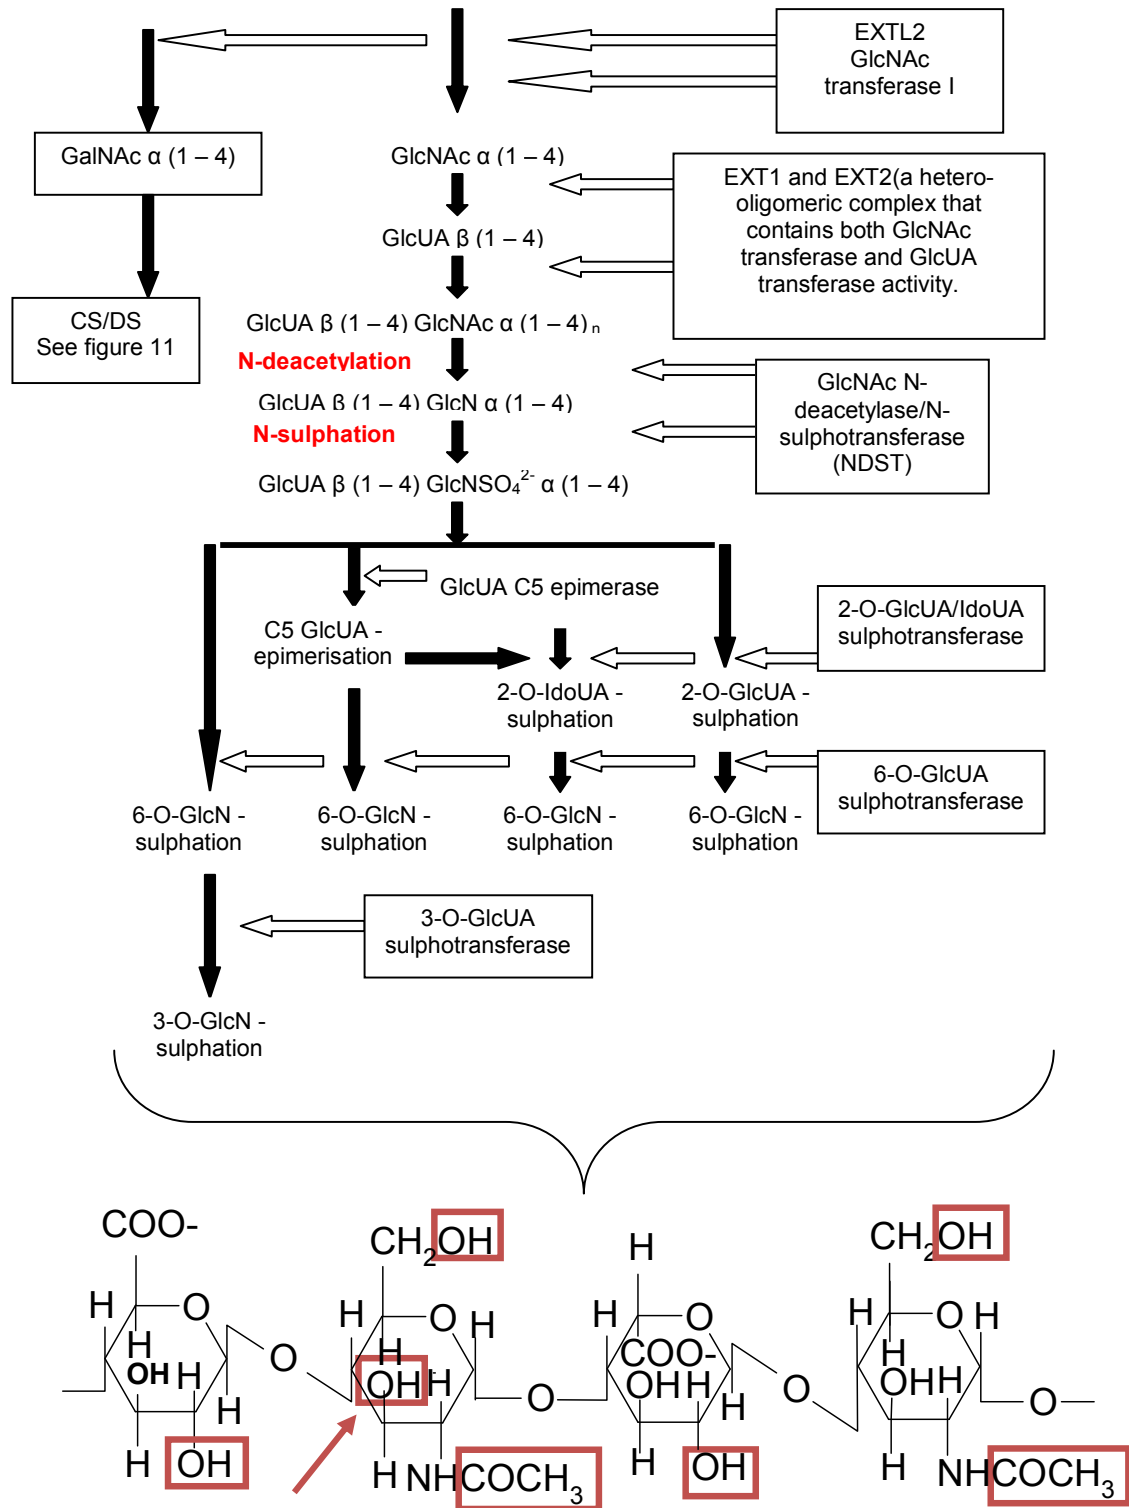 EXTL2
GlcNAc
transferase I
GalNAc α (1 – 4)
GlcNAc α (1 – 4)
EXT1 and EXT2(a hetero-
oligomeric complex that
contains both GlcNAc
transferase and GlcUA
transferase activity.
GlcUA β (1 – 4)
CS/DS
See figure 11
GlcUA β (1 – 4) GlcNAc α (1 – 4)n
N-deacetylation
GlcNAc N-
deacetylase/N-
sulphotransferase
(NDST)
GlcUA β (1 – 4) GlcN α (1 – 4)
N-sulphation
GlcUA β (1 – 4) GlcNSO₄²⁻ α (1 – 4)
GlcUA C5 epimerase
2-O-GlcUA/IdoUA
sulphotransferase
C5 GlcUA -
epimerisation
2-O-IdoUA -
sulphation
2-O-GlcUA -
sulphation
6-O-GlcUA
sulphotransferase
6-O-GlcN -
sulphation
6-O-GlcN -
sulphation
6-O-GlcN -
sulphation
6-O-GlcN -
sulphation
3-O-GlcUA
sulphotransferase
3-O-GlcN -
sulphation
COO-
H
O
H
OH
H
H
H
OH
O
CH₂OH
H
O
H
H
OH
H
H
NHCOCH₃
O
H
H
O
COO-
OH
H
H
H
OH
O
CH₂OH
H
O
H
H
OH
H
H
NHCOCH₃
O